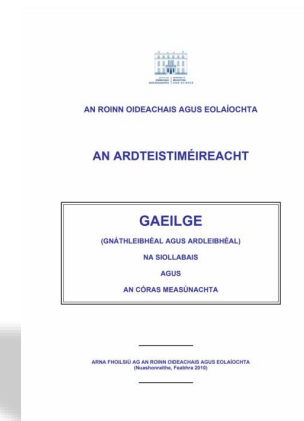 AN ROINN OIDEACHAIS AGUS EOLAÍOCHTA
AN ARDTEISTIMÉIREACHT
GAEILGE
(GNÁTHLEIBHÉAL AGUS ARDLEIBHÉAL)
NA SIOLLABAIS
AGUS
AN CÓRAS MEASÚNACHTA
ARNA FHOILSIÚ AG AN ROINN OIDEACHAIS AGUS EOLAÍOCHTA
(Nuashonraithe, Feabhra 2010)